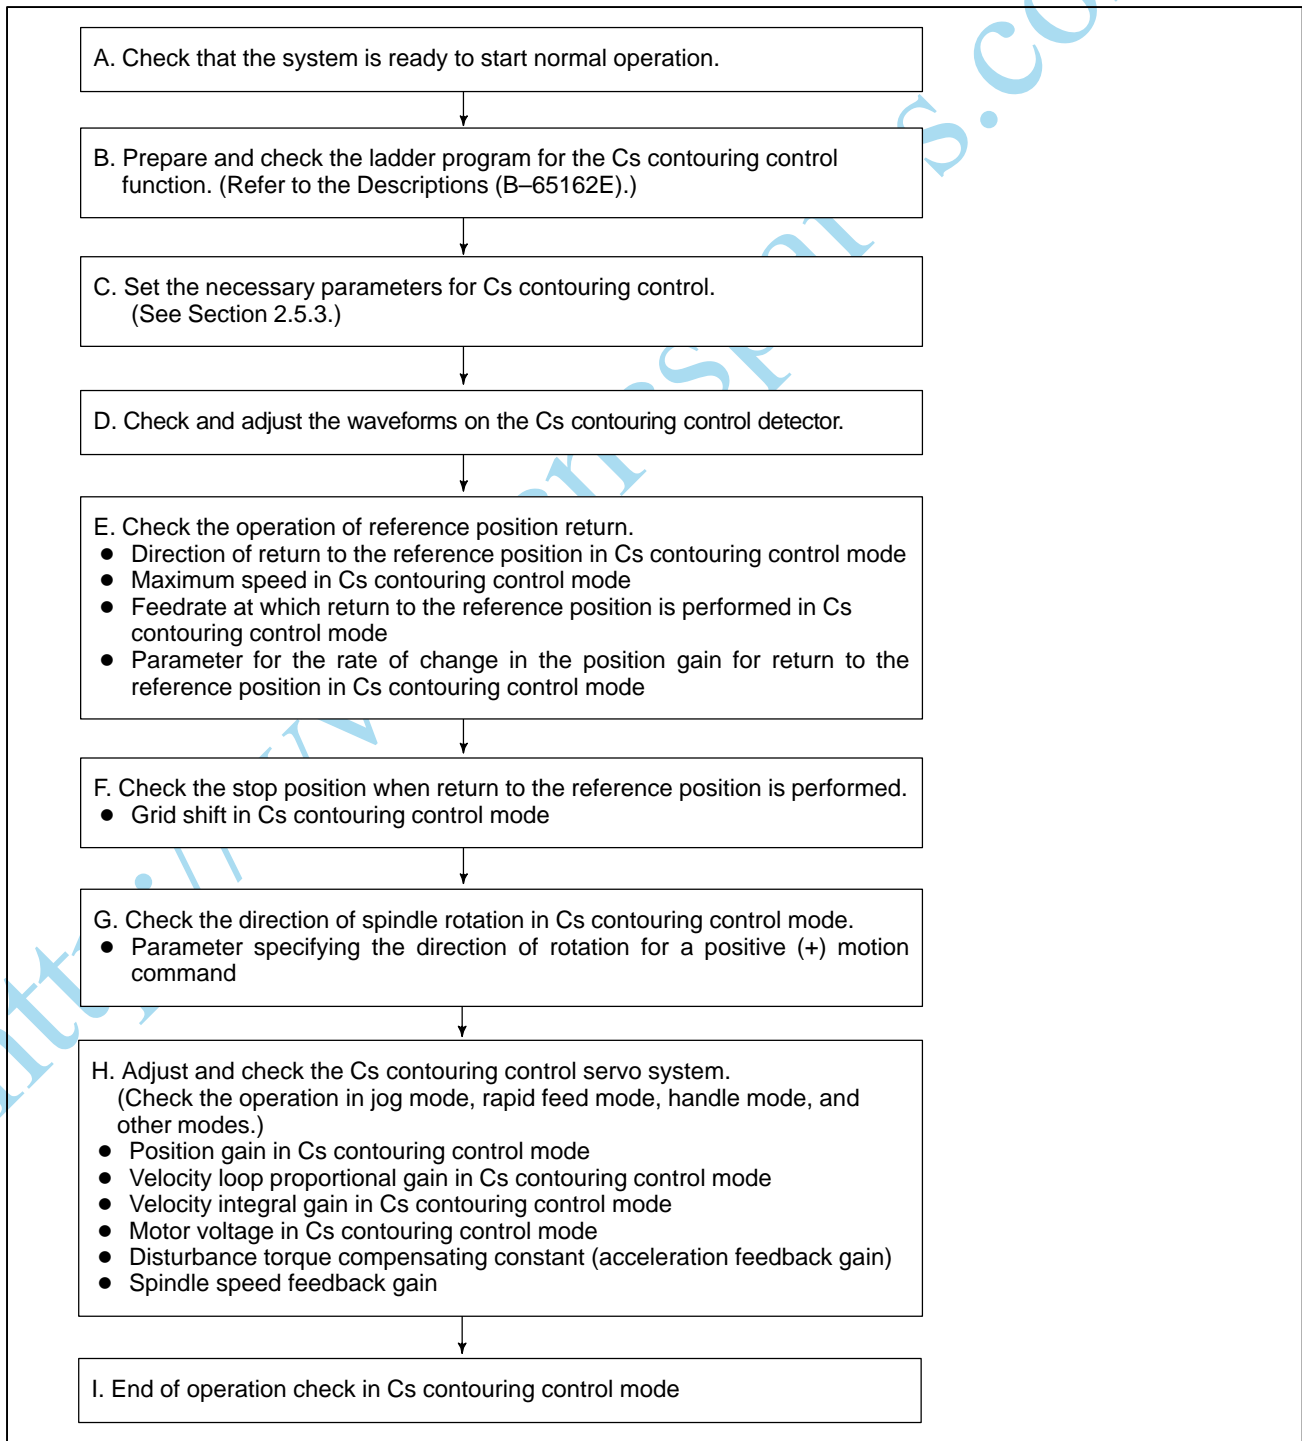 A. Check that the system is ready to start normal operation.
B. Prepare and check the ladder program for the Cs contouring control
function. (Refer to the Descriptions (B–65162E).)
C. Set the necessary parameters for Cs contouring control.
(See Section 2.5.3.)
D. Check and adjust the waveforms on the Cs contouring control detector.
E. Check the operation of reference position return.
● Direction of return to the reference position in Cs contouring control mode
● Maximum speed in Cs contouring control mode
● Feedrate at which return to the reference position is performed in Cs
contouring control mode
● Parameter for the rate of change in the position gain for return to the
reference position in Cs contouring control mode
F. Check the stop position when return to the reference position is performed.
● Grid shift in Cs contouring control mode
G. Check the direction of spindle rotation in Cs contouring control mode.
● Parameter specifying the direction of rotation for a positive (+) motion
command
H. Adjust and check the Cs contouring control servo system.
(Check the operation in jog mode, rapid feed mode, handle mode, and
other modes.)
● Position gain in Cs contouring control mode
● Velocity loop proportional gain in Cs contouring control mode
● Velocity integral gain in Cs contouring control mode
● Motor voltage in Cs contouring control mode
● Disturbance torque compensating constant (acceleration feedback gain)
● Spindle speed feedback gain
I. End of operation check in Cs contouring control mode